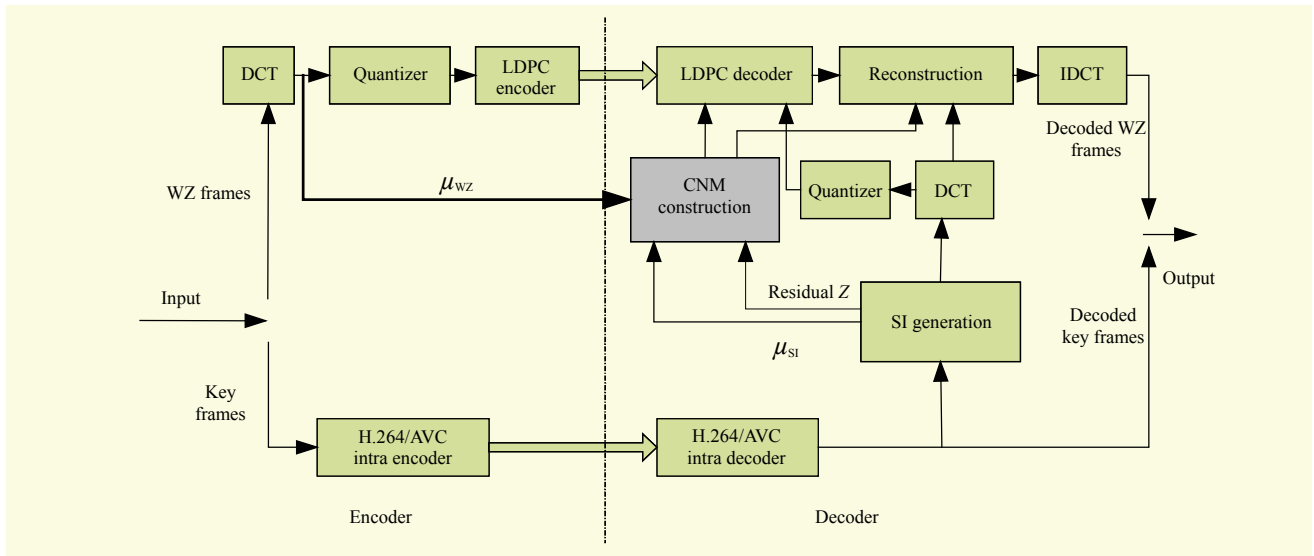 DCT
Quantizer
LDPC
encoder
LDPC decoder
Reconstruction
IDCT
Decoded WZ
frames
WZ frames
μWZ
CNM
construction
Quantizer
DCT
Input
Residual Z
SI generation
μSI
Output
Decoded
key frames
Key
frames
H.264/AVC
intra encoder
H.264/AVC
intra decoder
Encoder
Decoder